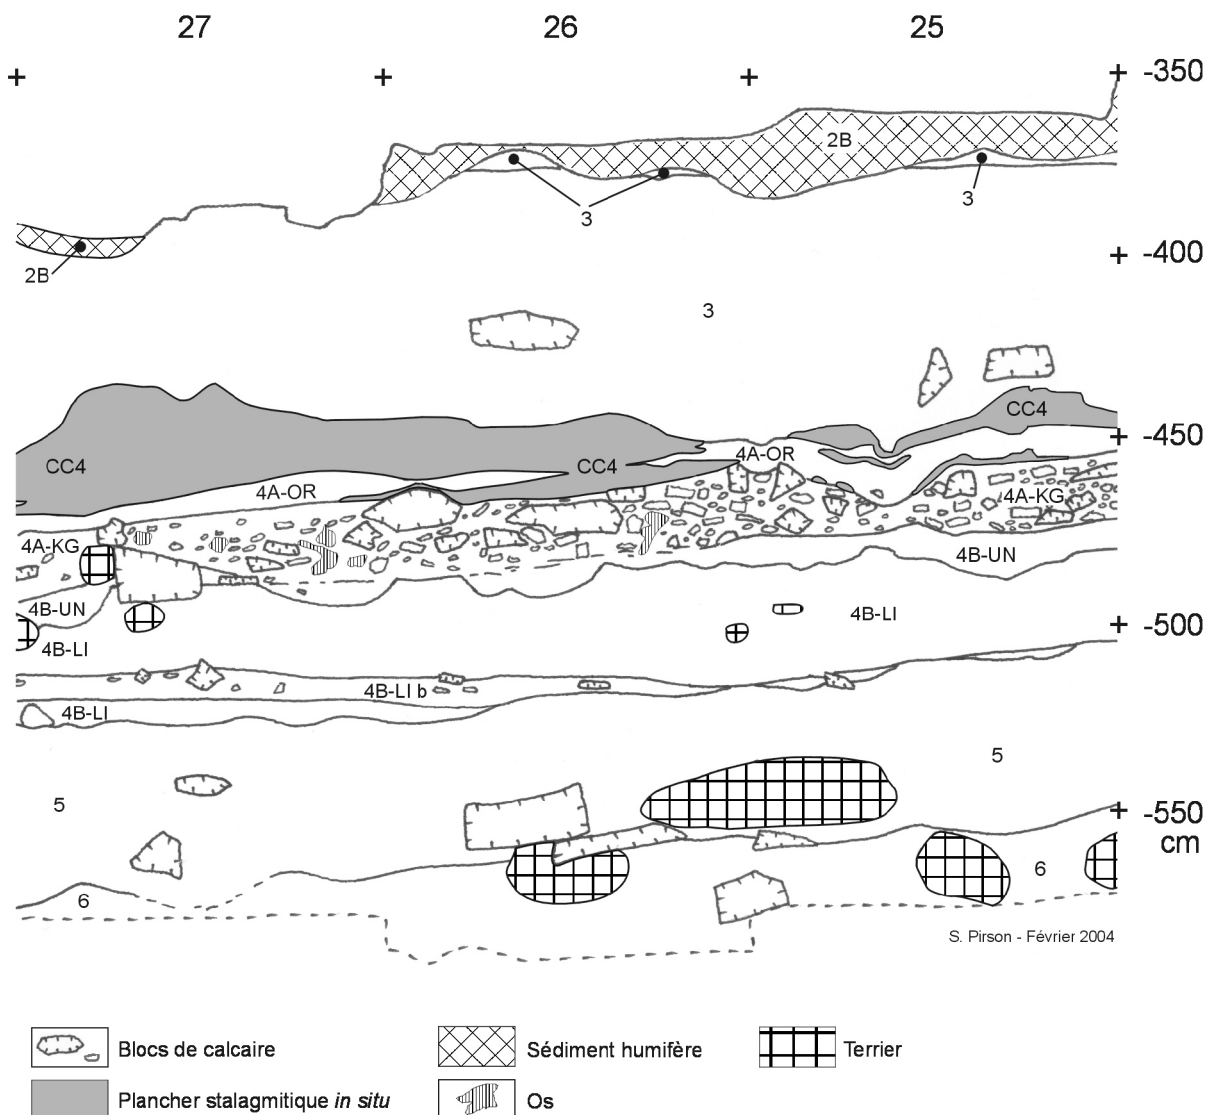 27 26 25
-350
2B
3 3
-400
2B
3
CC4
-450
CC4 CC4 4A-OR
4A-OR 4A-KG
4A-KG
4B-UN
4B-UN 4B-LI
-500
4B-LI
4B-LI b
4B-LI
5
5
-550
cm
6
6
S. Pirson - Février 2004
Blocs de calcaire Sédiment humifère Terrier
Plancher stalagmitique in situ Os